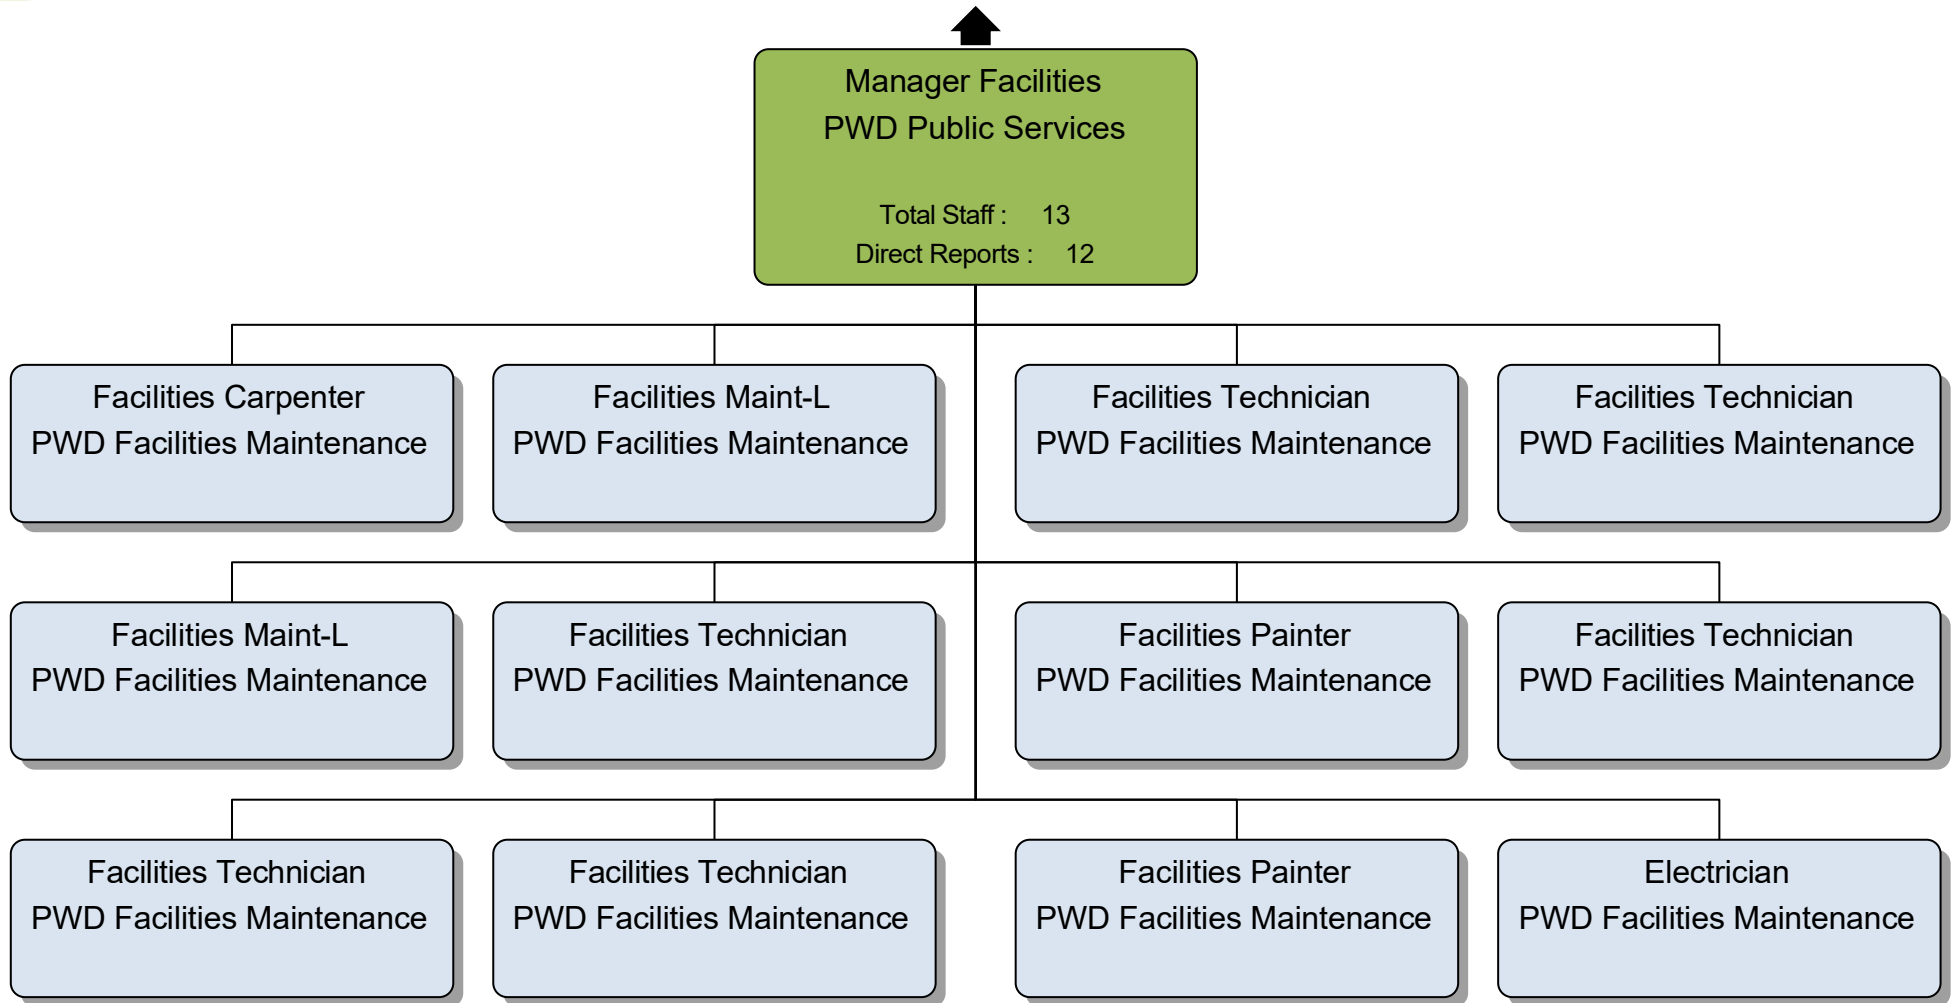 Manager Facilities
PWD Public Services
Total Staff : 13
Direct Reports : 12
Facilities Carpenter
PWD Facilities Maintenance
Facilities Maint-L
PWD Facilities Maintenance
Facilities Technician
PWD Facilities Maintenance
Facilities Technician
PWD Facilities Maintenance
Facilities Maint-L
PWD Facilities Maintenance
Facilities Technician
PWD Facilities Maintenance
Facilities Painter
PWD Facilities Maintenance
Facilities Technician
PWD Facilities Maintenance
Facilities Technician
PWD Facilities Maintenance
Facilities Technician
PWD Facilities Maintenance
Facilities Painter
PWD Facilities Maintenance
Electrician
PWD Facilities Maintenance